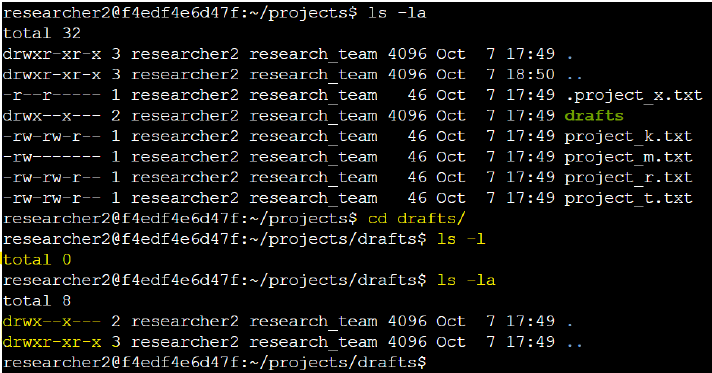 researcher2@f4edf4e6d47f:~/projects$ ls -la
total 32
drwxr-xr-x 3 researcher2 research_team 4096 Oct  7 17:49 .
drwxr-xr-x 3 researcher2 research_team 4096 Oct  7 18:50 ..
-r--r----- 1 researcher2 research_team   46 Oct  7 17:49 .project_x.txt
drwx--x--- 2 researcher2 research_team 4096 Oct  7 17:49 drafts
-rw-rw-r-- 1 researcher2 research_team   46 Oct  7 17:49 project_k.txt
-rw------- 1 researcher2 research_team   46 Oct  7 17:49 project_m.txt
-rw-rw-r-- 1 researcher2 research_team   46 Oct  7 17:49 project_r.txt
-rw-rw-r-- 1 researcher2 research_team   46 Oct  7 17:49 project_t.txt
researcher2@f4edf4e6d47f:~/projects$ cd drafts/
researcher2@f4edf4e6d47f:~/projects/drafts$ ls -l
total 0
researcher2@f4edf4e6d47f:~/projects/drafts$ ls -la
total 8
drwx--x--- 2 researcher2 research_team 4096 Oct  7 17:49 .
drwxr-xr-x 3 researcher2 research_team 4096 Oct  7 17:49 ..
researcher2@f4edf4e6d47f:~/projects/drafts$